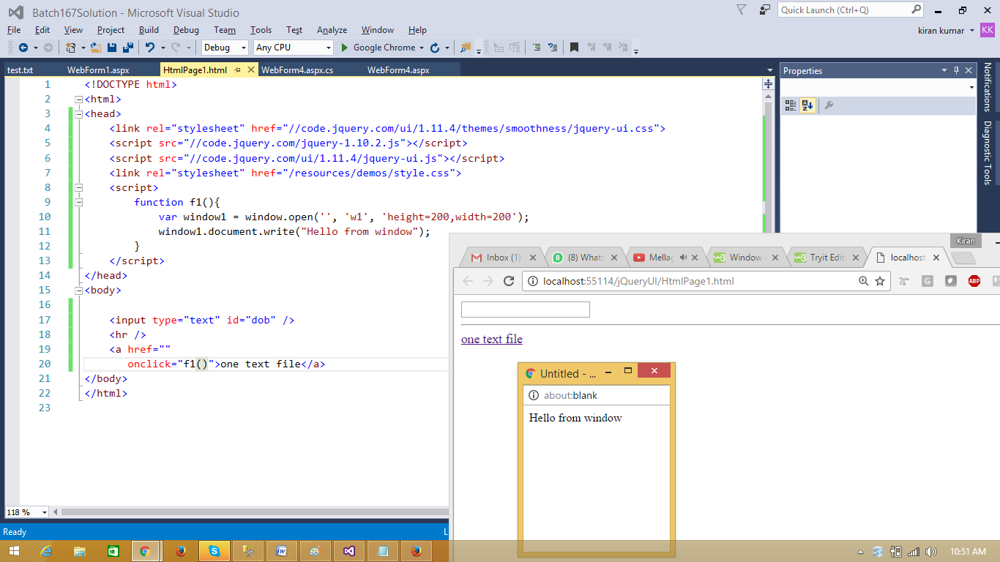 Batch167Solution - Microsoft Visual Studio
Quick Launch (Ctrl+Q)
File Edit View Project Build Debug Team Tools Test Analyze Window Help
kiran kumar KK
Debug Any CPU Google Chrome
test.txt WebForm1.aspx HtmlPage1.html WebForm4.aspx.cs WebForm4.aspx
Properties
Notifications
Diagnostic Tools
1 <!DOCTYPE html>
2 <html>
3 <head>
4 <link rel="stylesheet" href="//code.jquery.com/ui/1.11.4/themes/smoothness/jquery-ui.css">
5 <script src="//code.jquery.com/jquery-1.10.2.js"></script>
6 <script src="//code.jquery.com/ui/1.11.4/jquery-ui.js"></script>
7 <link rel="stylesheet" href="/resources/demos/style.css">
8 <script>
9 function f1(){
10 var window1 = window.open('', 'w1', 'height=200,width=200');
11 window1.document.write("Hello from window");
12 }
13 </script>
14 </head>
15 <body>
16
17 <input type="text" id="dob" />
18 <hr />
19 <a href=""
20 onclick="f1()">one text file</a>
21 </body>
22 </html>
23
118 %
Ready L
Kiran
Inbox (1) (8) Whats Mella Window Tryit Edit localhost:
localhost:55114/jQueryUI/HtmlPage1.html
G ABP
one text file
Untitled - ...
about:blank
Hello from window
10:51 AM